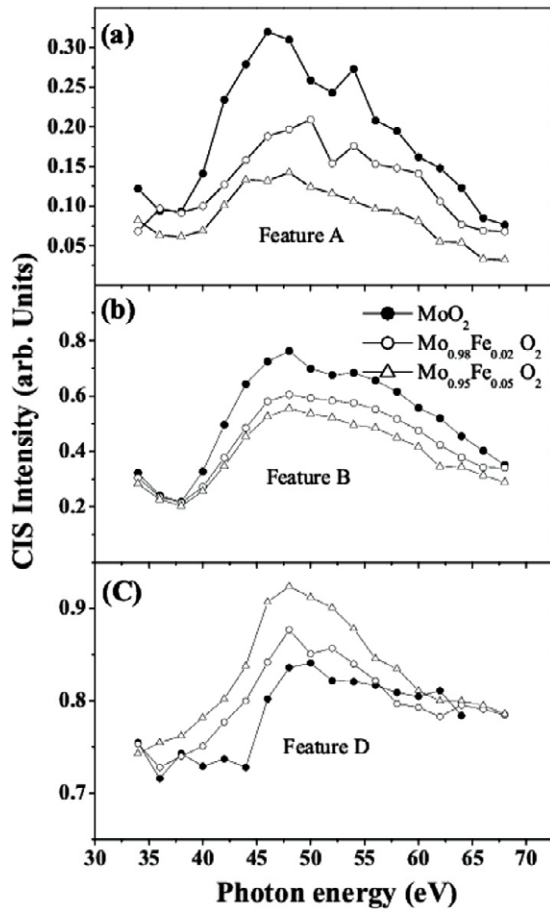 (a)
0.30
0.25
0.20
0.15
0.10
0.05
Feature A
(b)
MoO2
Mo0.98Fe0.02 O2
Mo0.95Fe0.05 O2
0.8
0.6
0.4
0.2
Feature B
CIS Intensity (arb. Units)
(C)
0.9
0.8
0.7
Feature D
30 35 40 45 50 55 60 65 70
Photon energy (eV)